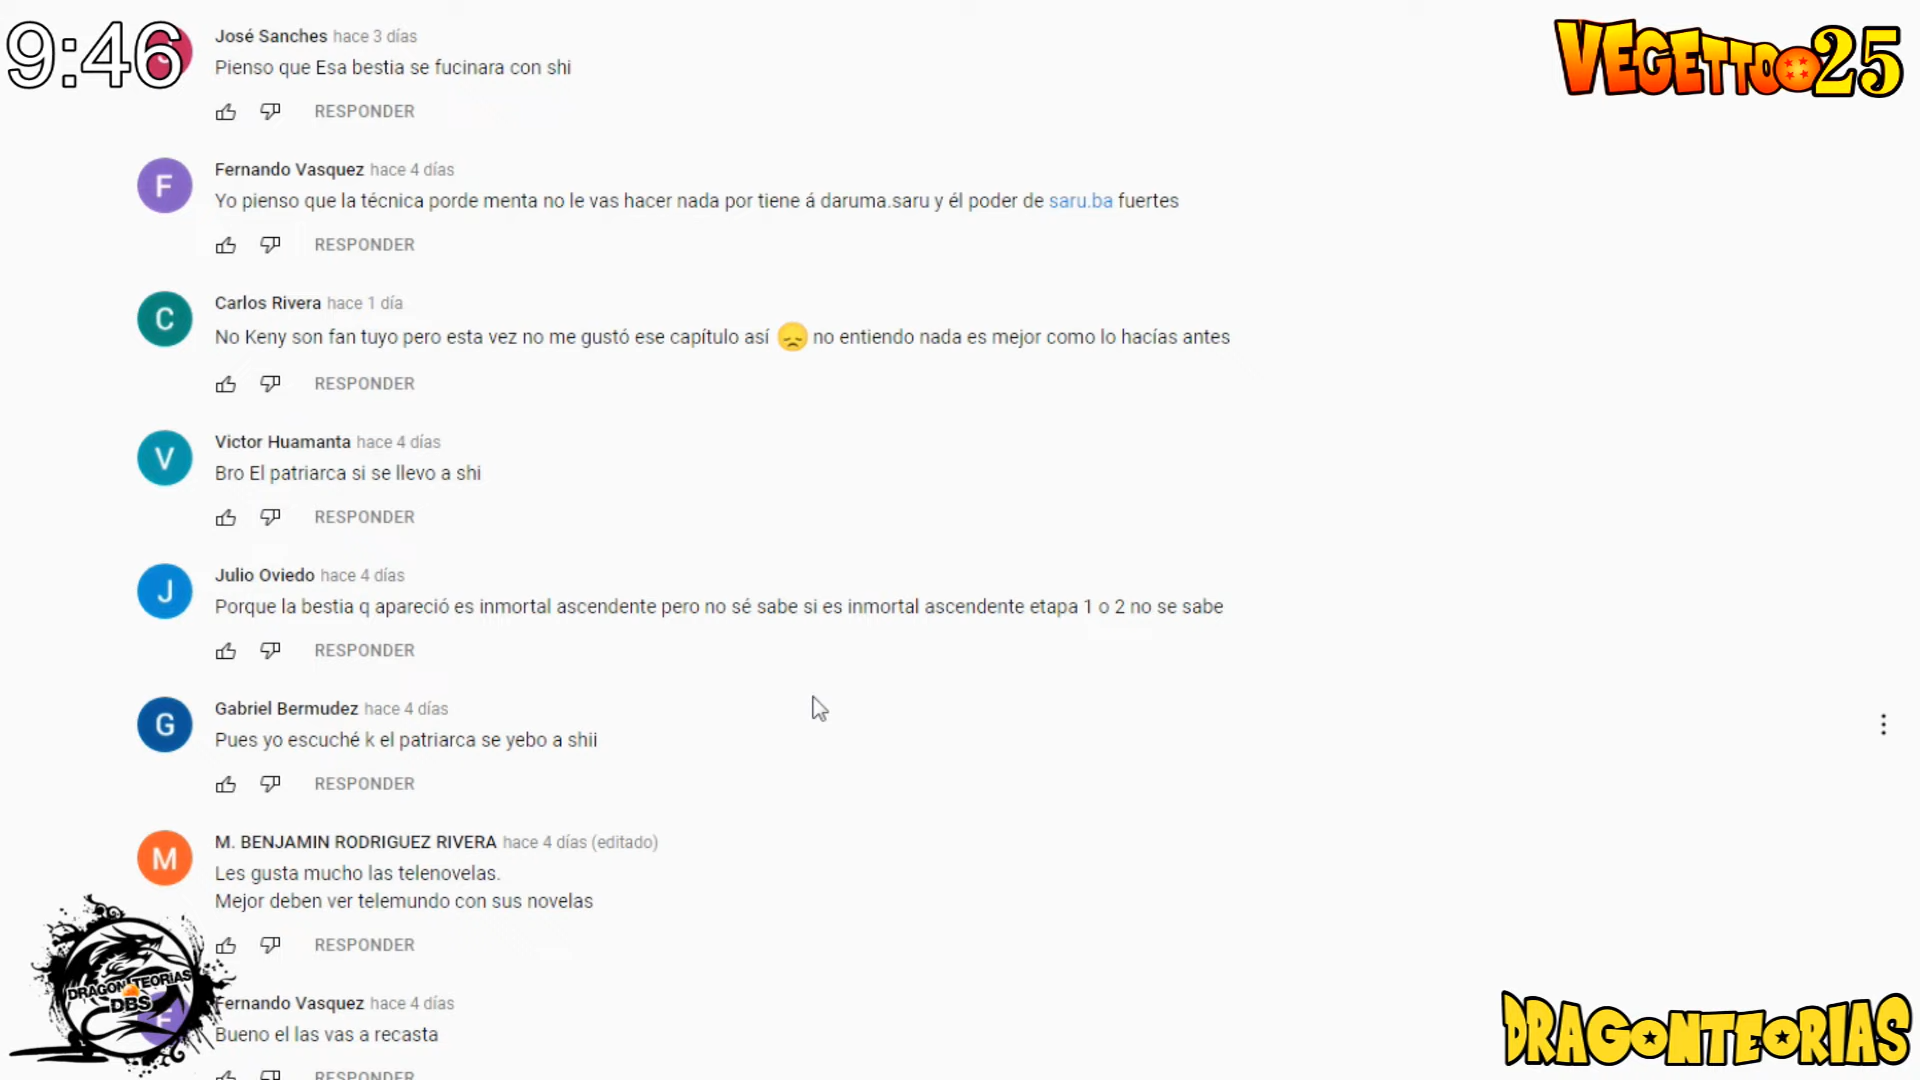 9:46
VEGETTO 25
José Sanches hace 3 días
Pienso que Esa bestia se fucinara con shi
RESPONDER
F
Fernando Vasquez hace 4 días
Yo pienso que la técnica porde menta no le vas hacer nada por tiene á daruma.saru y él poder de saru.ba fuertes
RESPONDER
C
Carlos Rivera hace 1 día
No Keny son fan tuyo pero esta vez no me gustó ese capítulo así 😞 no entiendo nada es mejor como lo hacías antes
RESPONDER
V
Victor Huamanta hace 4 días
Bro El patriarca si se llevo a shi
RESPONDER
J
Julio Oviedo hace 4 días
Porque la bestia q apareció es inmortal ascendente pero no sé sabe si es inmortal ascendente etapa 1 o 2 no se sabe
RESPONDER
G
Gabriel Bermudez hace 4 días
Pues yo escuché k el patriarca se yebo a shii
RESPONDER
M
M. BENJAMIN RODRIGUEZ RIVERA hace 4 días (editado)
Les gusta mucho las telenovelas.
Mejor deben ver telemundo con sus novelas
RESPONDER
F
Fernando Vasquez hace 4 días
Bueno el las vas a recasta
RESPONDER
DRAGONTEORIAS
DBS
DRAGONTEORIAS